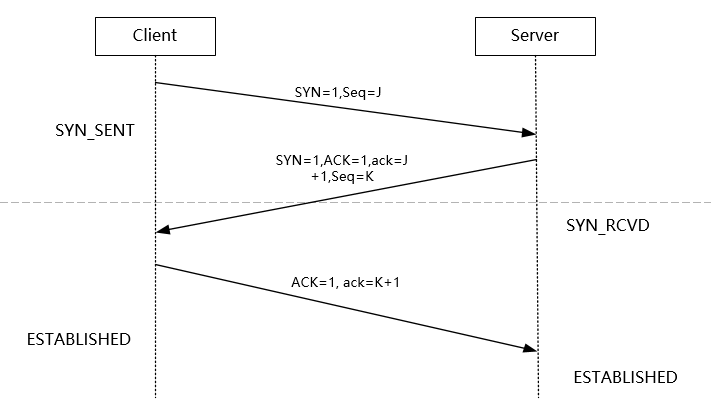 Client
Server
SYN=1,Seq=J
SYN_SENT
SYN=1,ACK=1,ack=J
+1,Seq=K
SYN_RCVD
ACK=1, ack=K+1
ESTABLISHED
ESTABLISHED